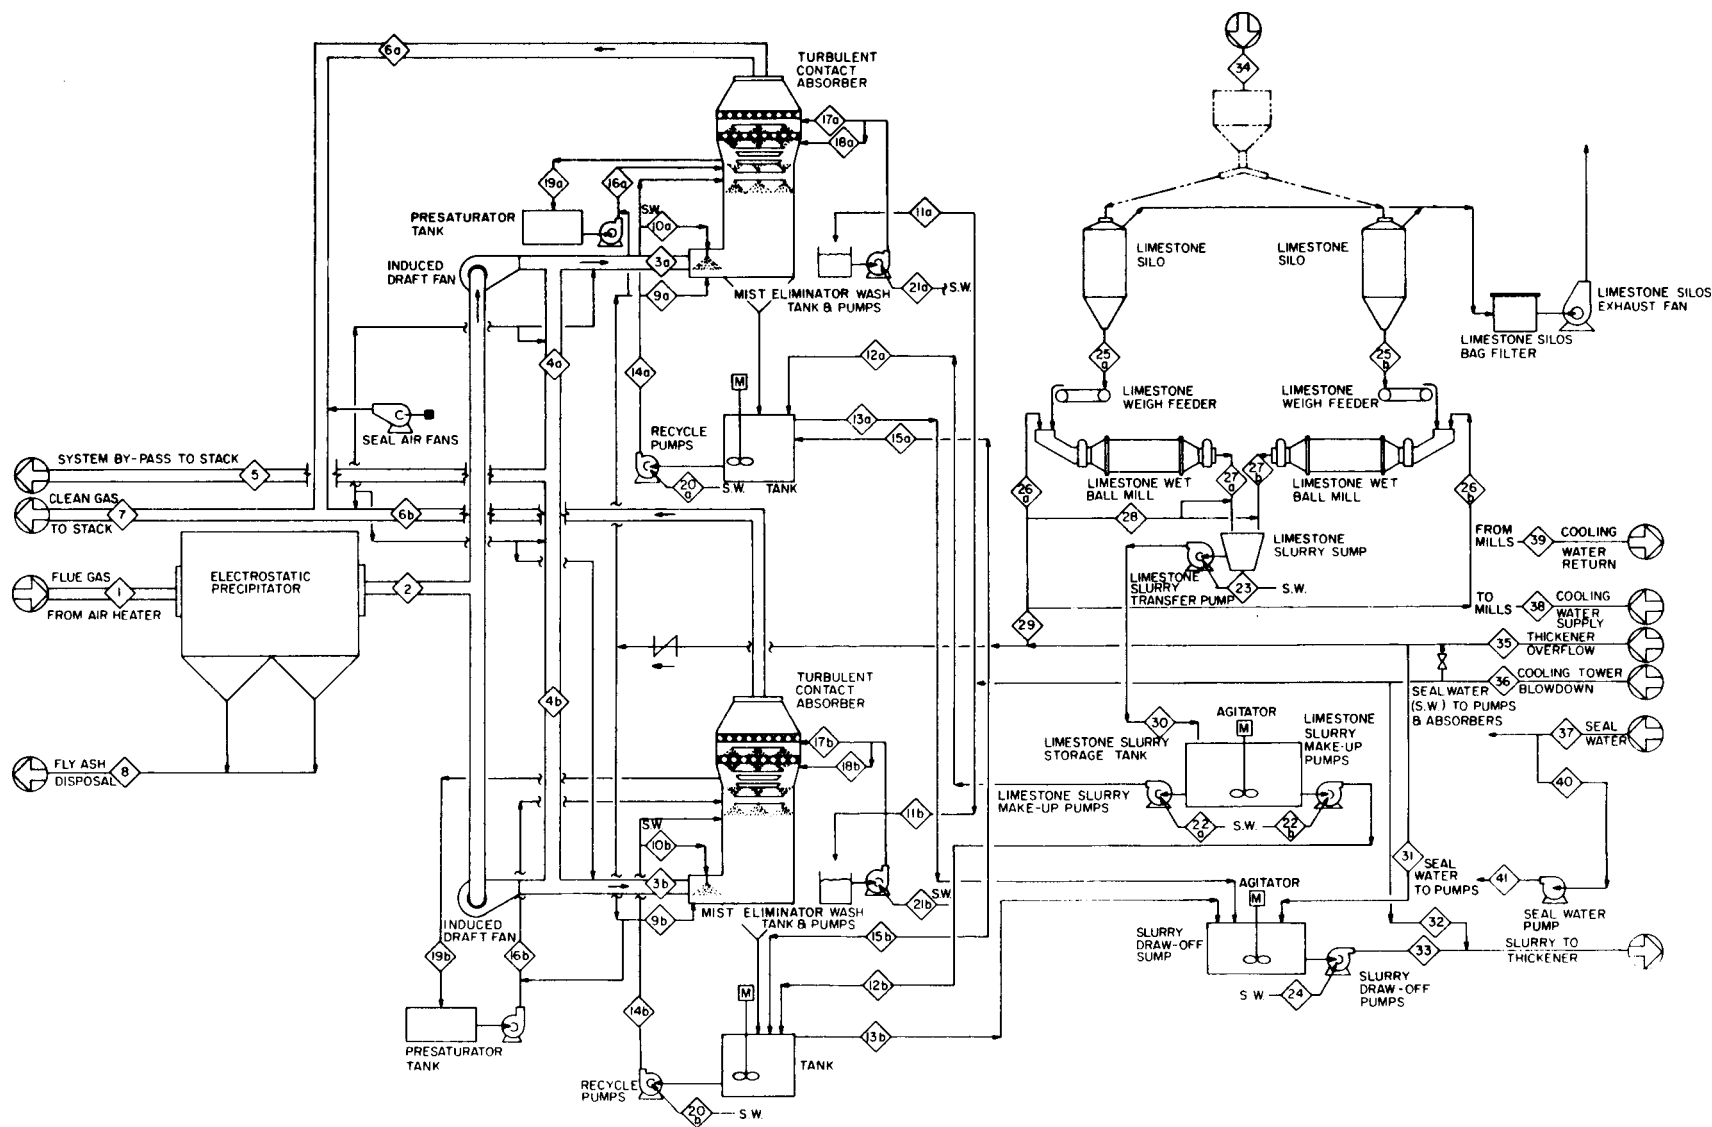 6a
TURBULENT
CONTACT
ABSORBER
34
17a
18a
19a
16a
PRESATURATOR
TANK
S.W.
10a
11a
INDUCED
DRAFT FAN
3a
9a
21a
S.W.
MIST ELIMINATOR WASH
TANK & PUMPS
LIMESTONE
SILO
LIMESTONE
SILO
LIMESTONE SILOS
EXHAUST FAN
LIMESTONE SILOS
BAG FILTER
4a
14a
12a
25
a
25
b
M
LIMESTONE
WEIGH FEEDER
LIMESTONE
WEIGH FEEDER
C
SEAL AIR FANS
RECYCLE
PUMPS
13a
15a
SYSTEM BY-PASS TO STACK
5
20
a
S.W.
TANK
LIMESTONE WET
BALL MILL
27
a
27
b
LIMESTONE WET
BALL MILL
26
a
26
b
CLEAN GAS
7
TO STACK
6b
28
FROM
MILLS
39
COOLING
WATER
RETURN
LIMESTONE
SLURRY SUMP
ELECTROSTATIC
PRECIPITATOR
FLUE GAS
1
FROM AIR HEATER
2
LIMESTONE
SLURRY
TRANSFER PUMP
23
S.W.
TO
MILLS
38
COOLING
WATER
SUPPLY
29
35
THICKENER
OVERFLOW
36
COOLING TOWER
BLOWDOWN
SEAL WATER
(S.W.) TO PUMPS
& ABSORBERS
4b
TURBULENT
CONTACT
ABSORBER
30
AGITATOR
M
LIMESTONE
SLURRY
MAKE-UP
PUMPS
37
SEAL
WATER
LIMESTONE SLURRY
STORAGE TANK
17b
18b
FLY ASH
DISPOSAL
8
40
LIMESTONE SLURRY
MAKE-UP PUMPS
22
a
S.W.
22
b
11b
S.W
10b
3b
9b
31
SEAL
WATER
TO PUMPS
41
SEAL WATER
PUMP
21b
S.W.
MIST ELIMINATOR WASH
TANK & PUMPS
INDUCED
DRAFT FAN
AGITATOR
M
32
15b
SLURRY
DRAW-OFF
SUMP
33
SLURRY TO
THICKENER
19b
16b
12b
S W.
24
SLURRY
DRAW-OFF
PUMPS
M
14b
13b
PRESATURATOR
TANK
TANK
RECYCLE
PUMPS
20
b
S W.